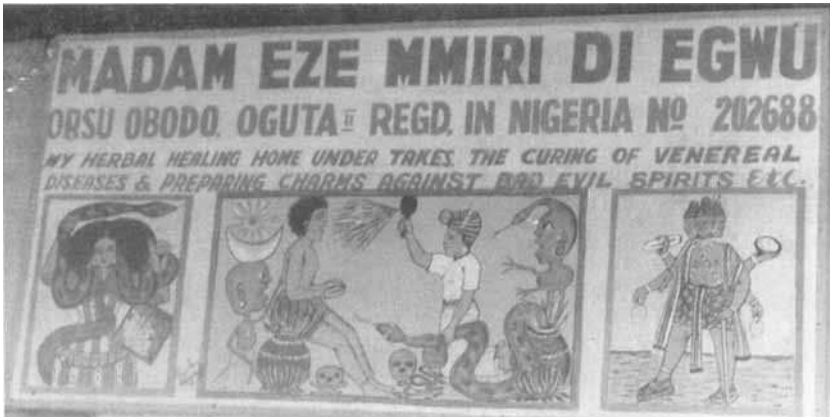 MADAM EZE MMIRI DI EGWU
ORSU OBODO, OGUTA II REGD. IN NIGERIA No 202688
MY HERBAL HEALING HOME UNDER TAKES THE CURING OF VENEREAL
DISEASES & PREPARING CHARMS AGAINST BAD EVIL SPIRITS Etc.